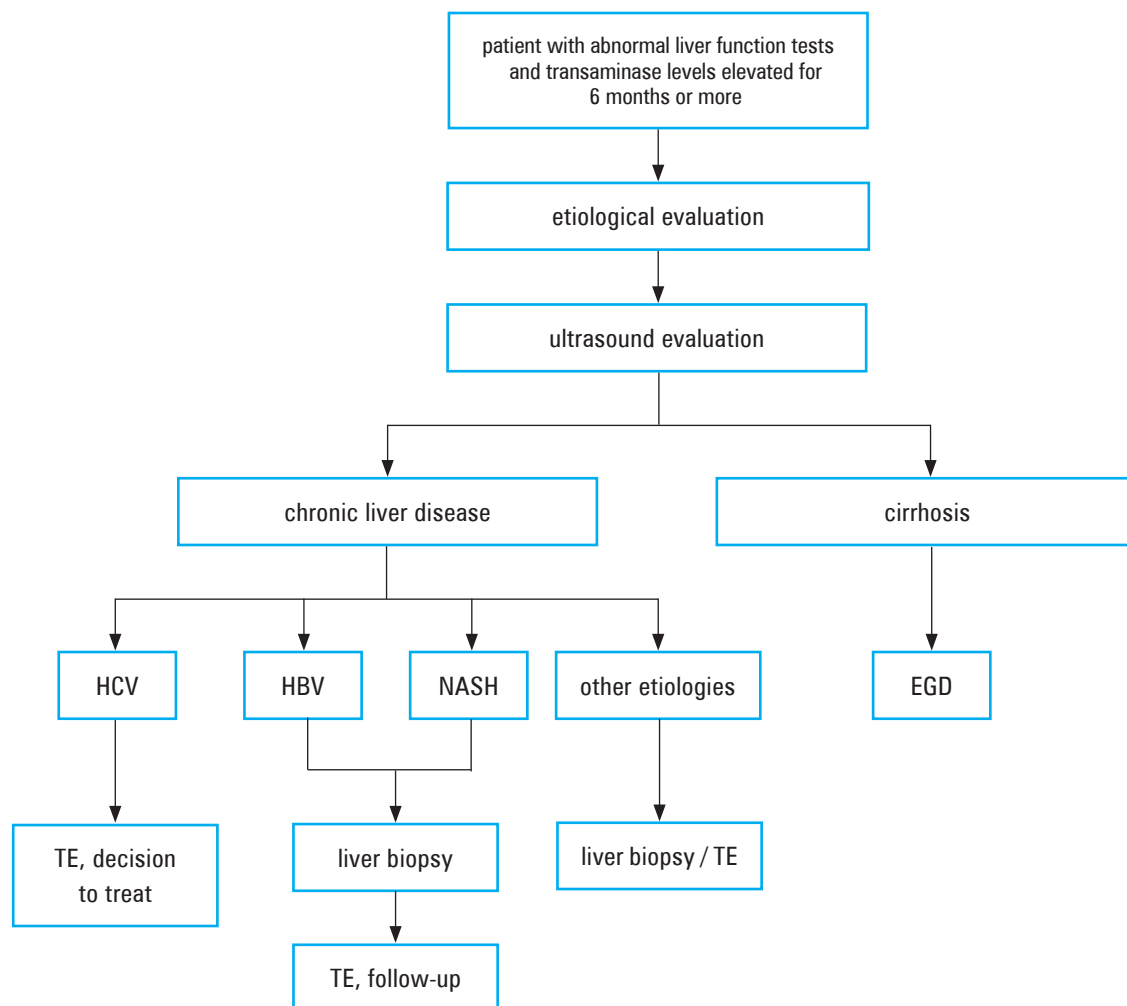 patient with abnormal liver function tests
and transaminase levels elevated for
6 months or more
etiological evaluation
ultrasound evaluation
chronic liver disease
cirrhosis
HCV
HBV
NASH
other etiologies
EGD
TE, decision
to treat
liver biopsy
liver biopsy / TE
TE, follow-up